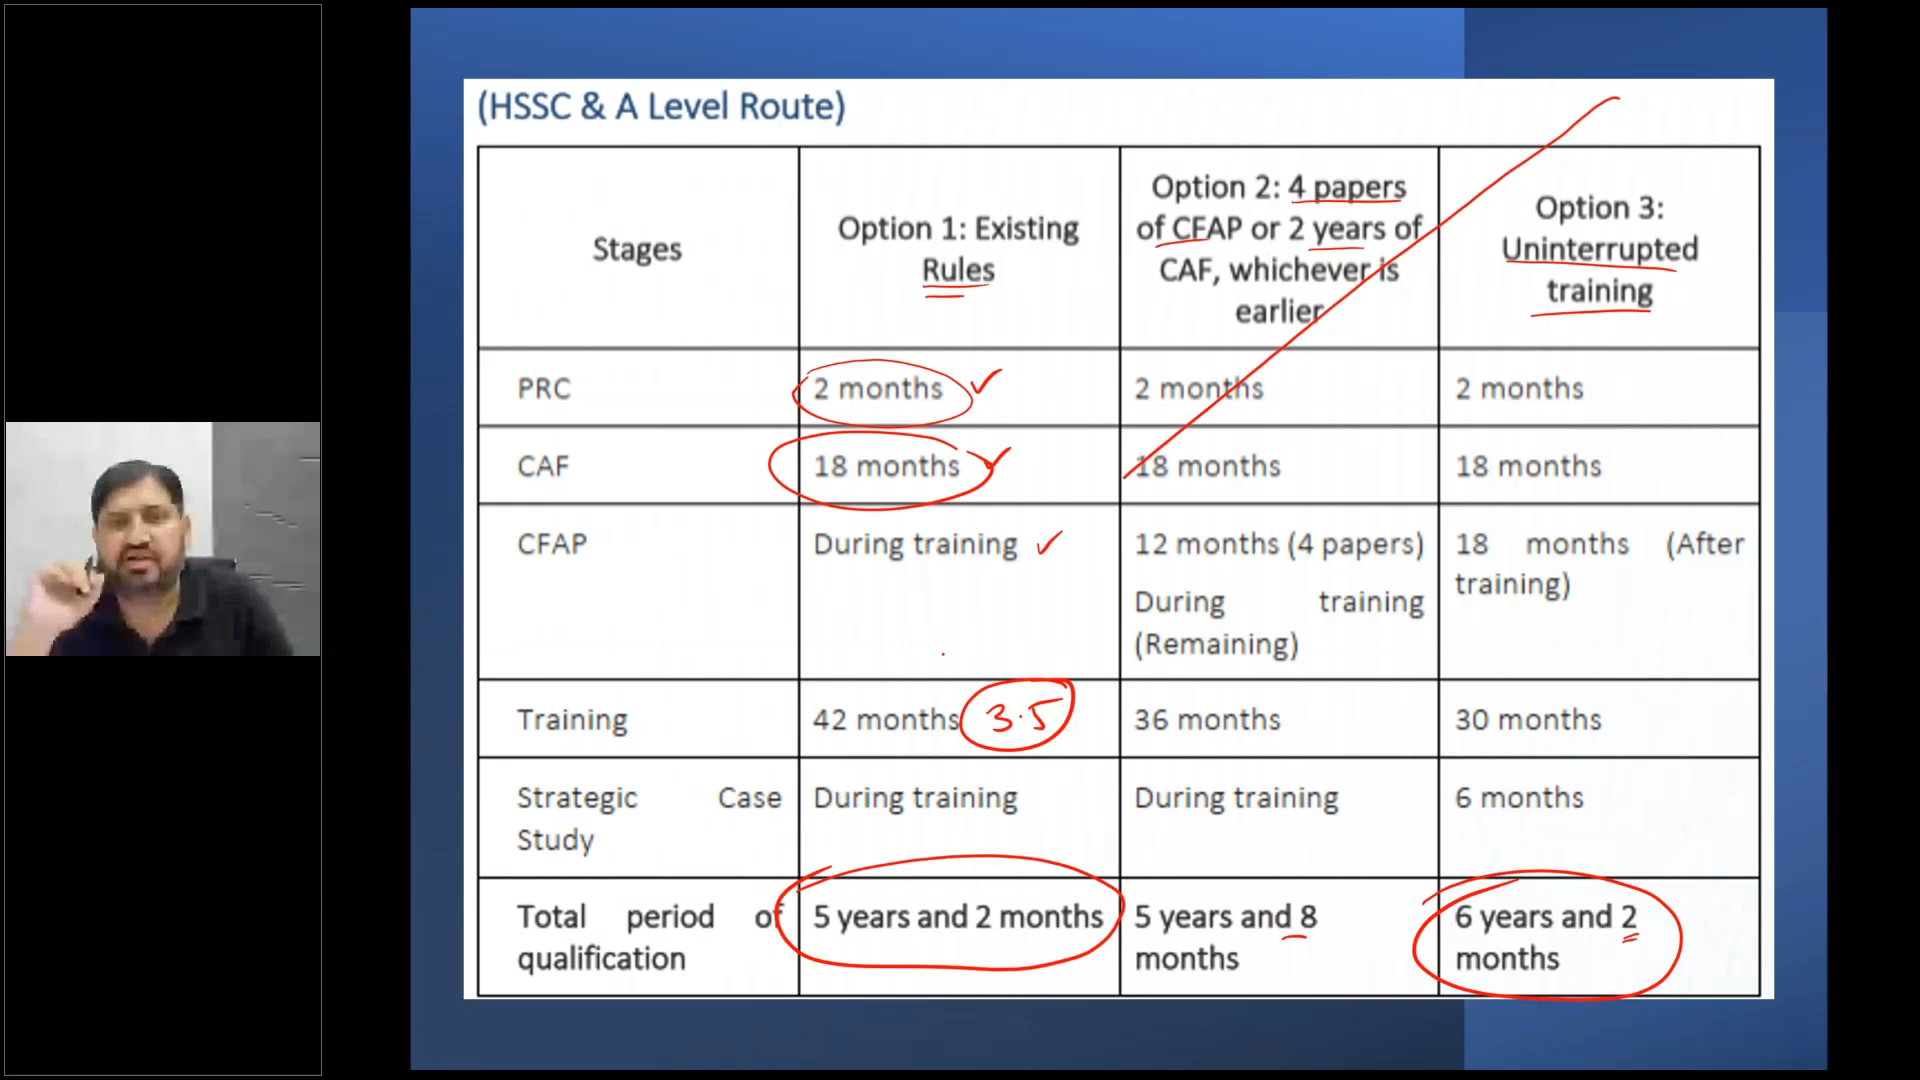 (HSSC & A Level Route)
Stages
Option 1: Existing
Rules
Option 2: 4 papers
of CFAP or 2 years of
CAF, whichever is
earlier
Option 3:
Uninterrupted
training
PRC
2 months
2 months
2 months
CAF
18 months
18 months
18 months
CFAP
During training
12 months (4 papers)
During training
(Remaining)
18 months (After
training)
Training
42 months
3.5
36 months
30 months
Strategic Case
Study
During training
During training
6 months
Total period of
qualification
5 years and 2 months
5 years and 8
months
6 years and 2
months